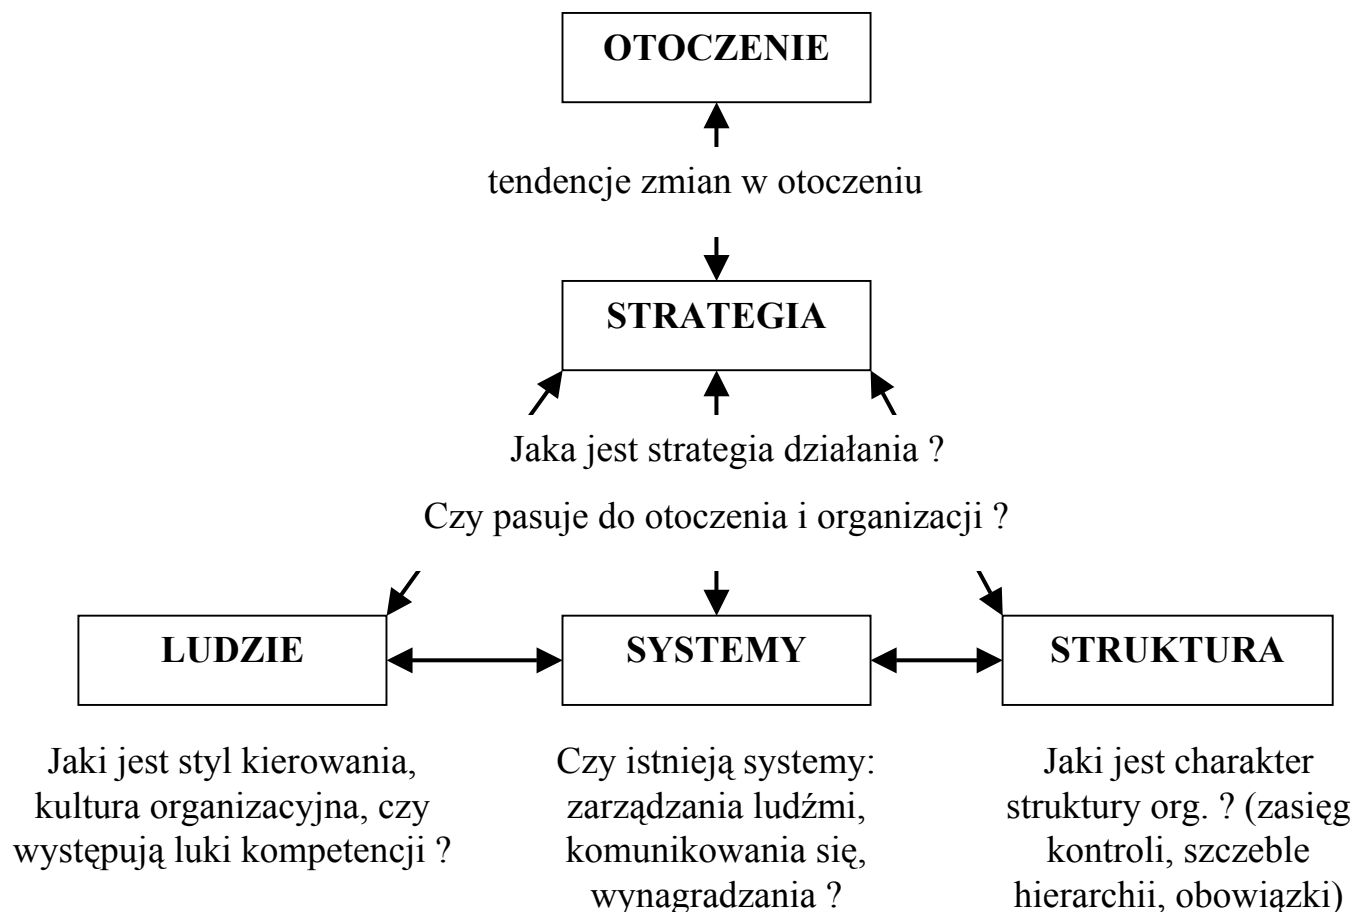 OTOCZENIE
tendencje zmian w otoczeniu
STRATEGIA
Jaka jest strategia działania ?
Czy pasuje do otoczenia i organizacji ?
LUDZIE
SYSTEMY
STRUKTURA
Jaki jest styl kierowania,
kultura organizacyjna, czy
występują luki kompetencji ?
Czy istnieją systemy:
zarządzania ludźmi,
komunikowania się,
wynagradzania ?
Jaki jest charakter
struktury org. ? (zasięg
kontroli, szczeble
hierarchii, obowiązki)